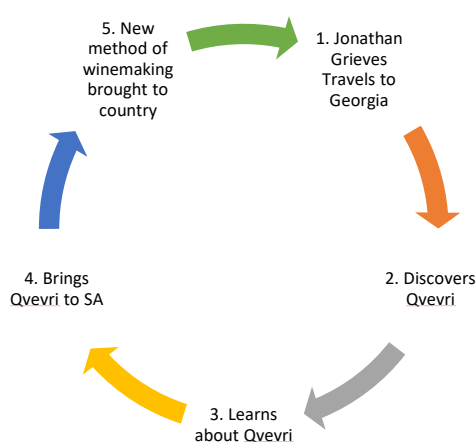 1. Jonathan
Grieves
Travels to
Georgia
2. Discovers
Qvevri
3. Learns
about Qvevri
4. Brings
Qvevri to SA
5. New
method of
winemaking
brought to
country